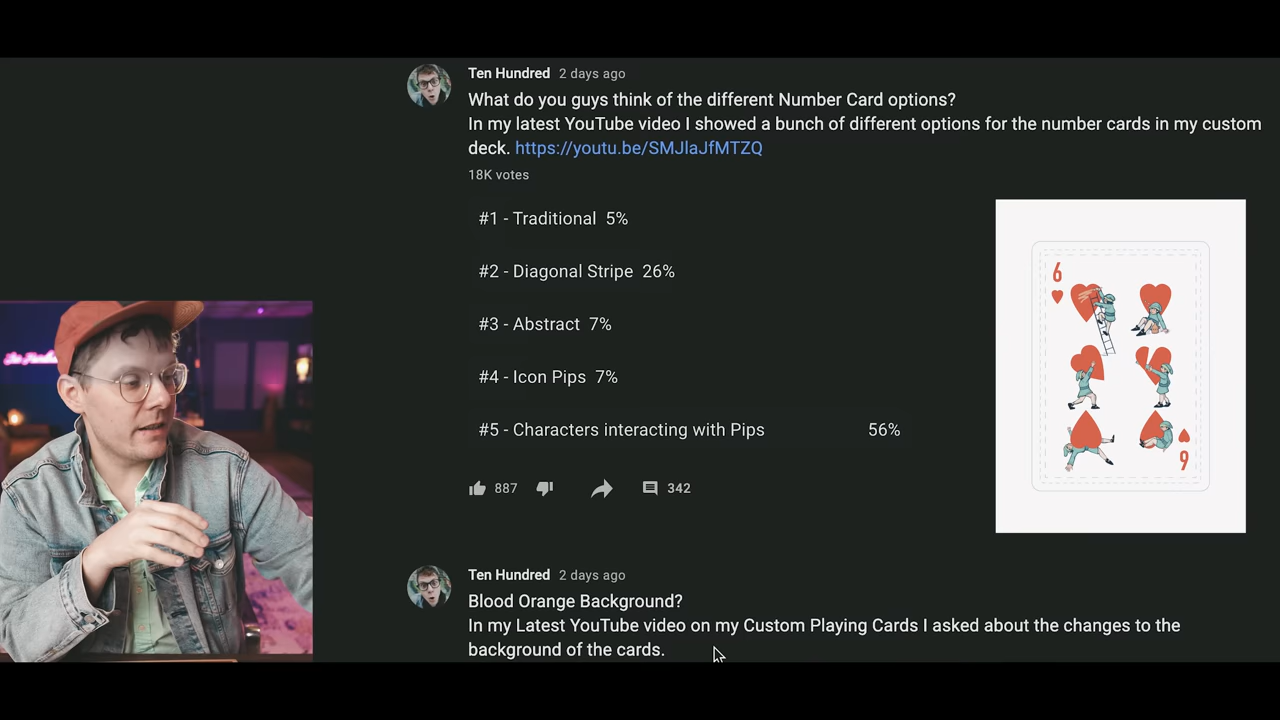 Ten Hundred 2 days ago
What do you guys think of the different Number Card options?
In my latest YouTube video I showed a bunch of different options for the number cards in my custom
deck. https://youtu.be/SMJlaJfMTZQ
18K votes
#1 - Traditional 5%
#2 - Diagonal Stripe 26%
#3 - Abstract 7%
#4 - Icon Pips 7%
#5 - Characters interacting with Pips 56%
887 342
6
6
Ten Hundred 2 days ago
Blood Orange Background?
In my Latest YouTube video on my Custom Playing Cards I asked about the changes to the
background of the cards.